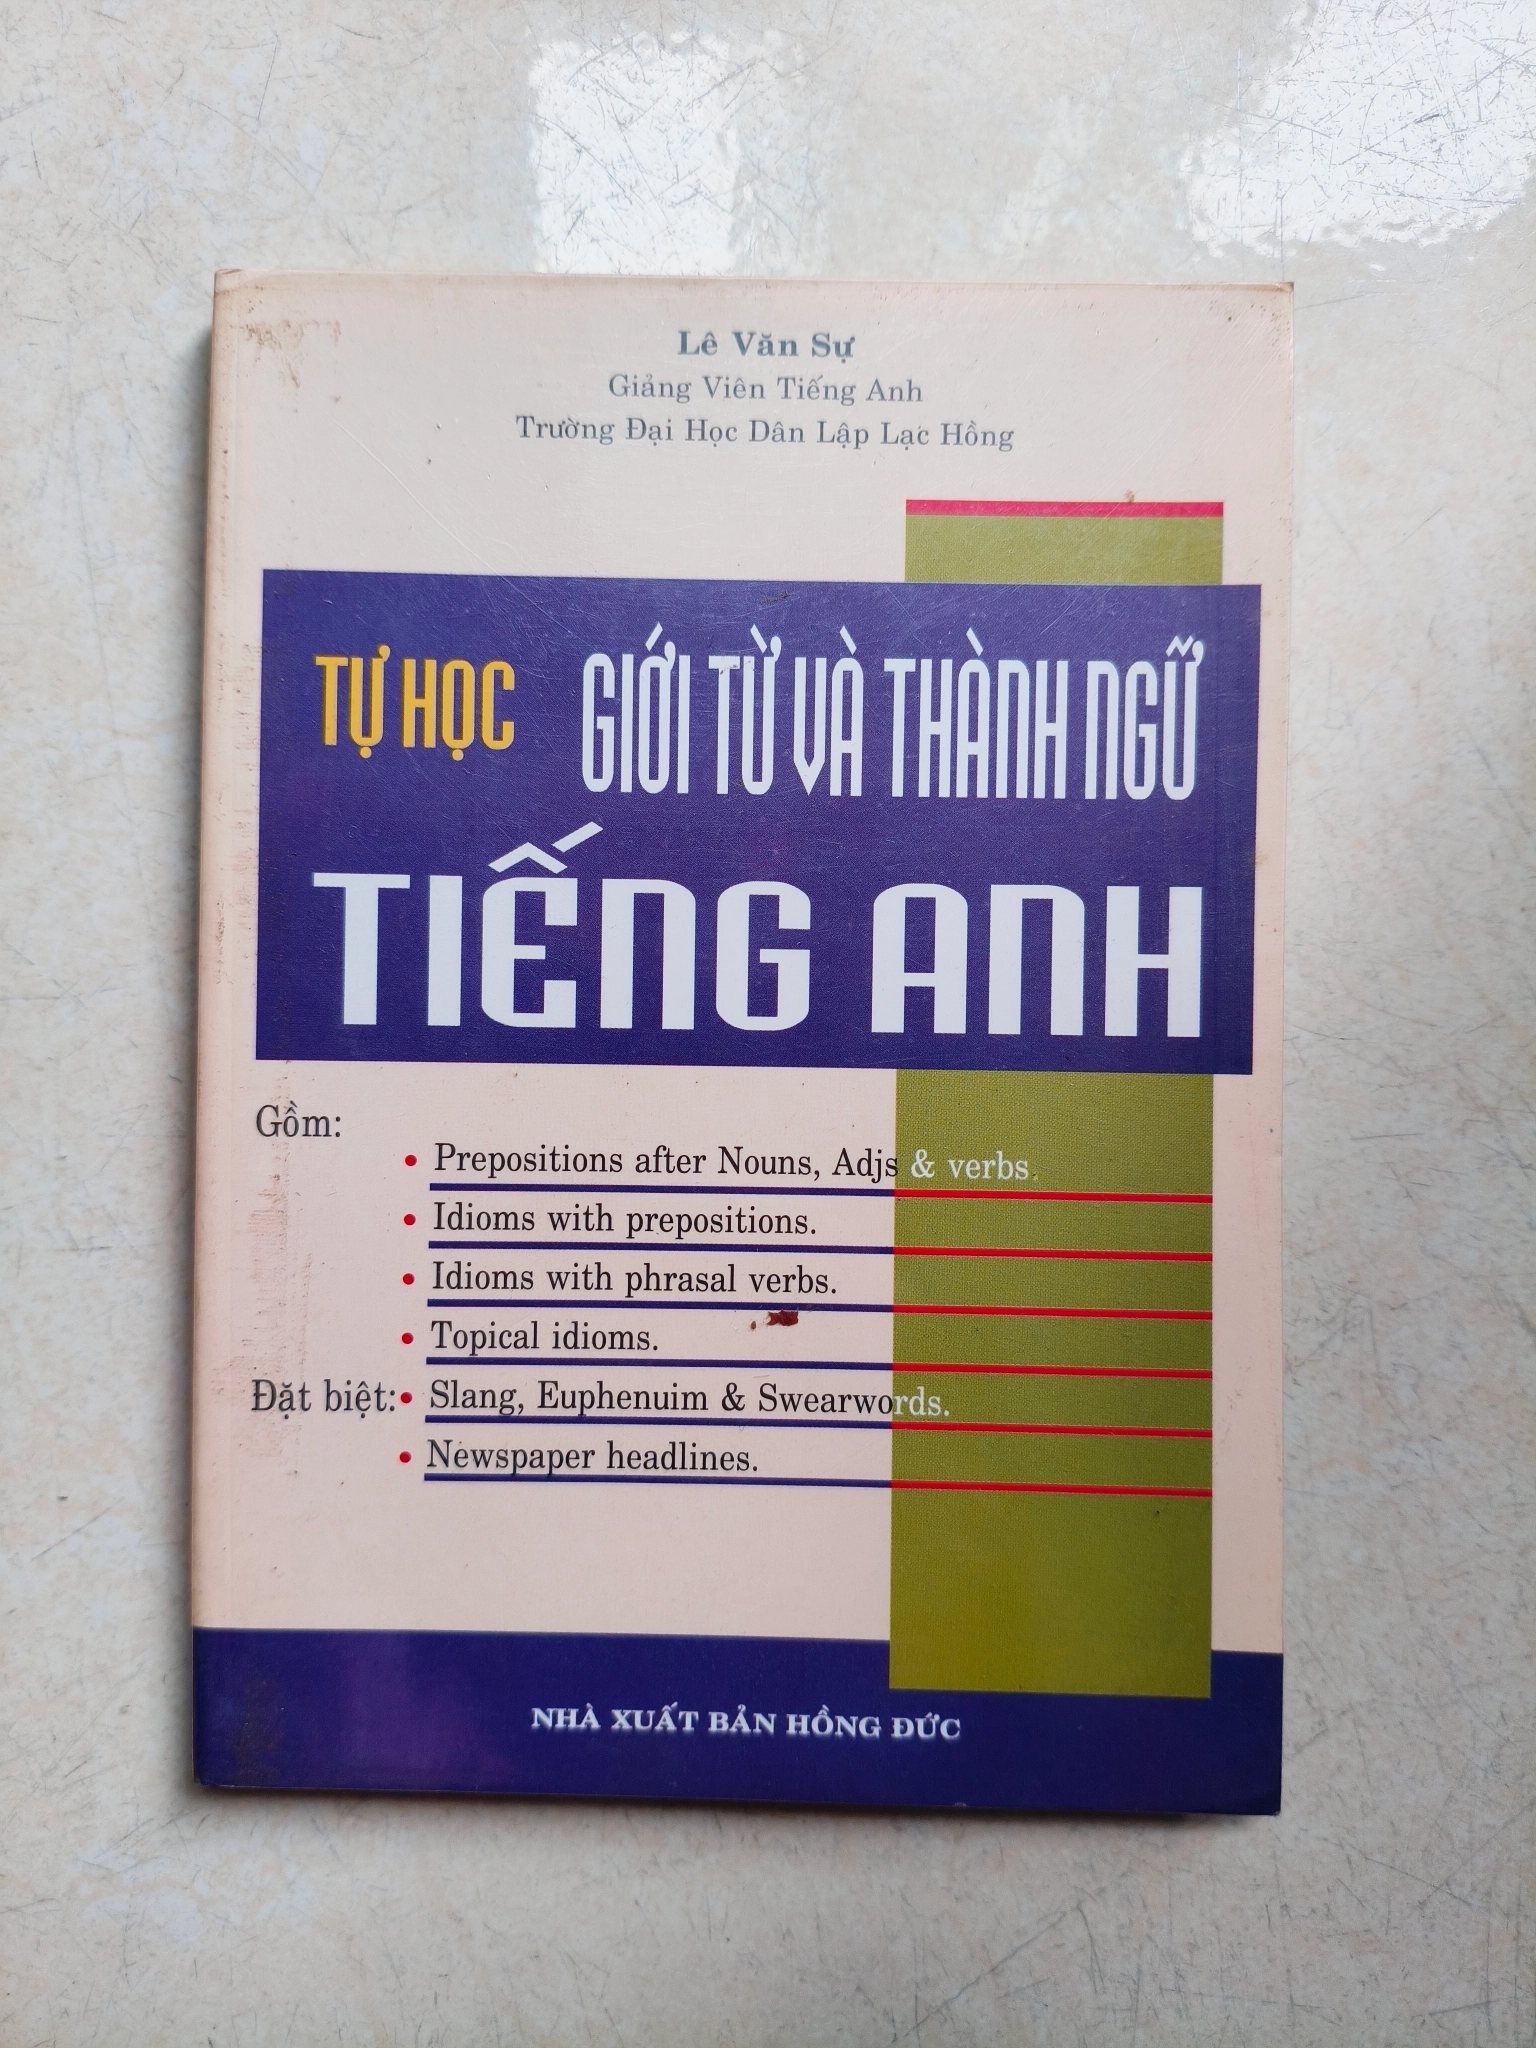 Lê Văn Sự
Giảng Viên Tiếng Anh
Trường Đại Học Dân Lập Lạc Hồng
TỰ HỌC GIỚI TỪ VÀ THÀNH NGỮ
TIẾNG ANH
Gồm:
• Prepositions after Nouns, Adjs & verbs.
• Idioms with prepositions.
• Idioms with phrasal verbs.
• Topical idioms.
Đặt biệt: • Slang, Euphenuim & Swearwords.
• Newspaper headlines.
NHÀ XUẤT BẢN HỒNG ĐỨC